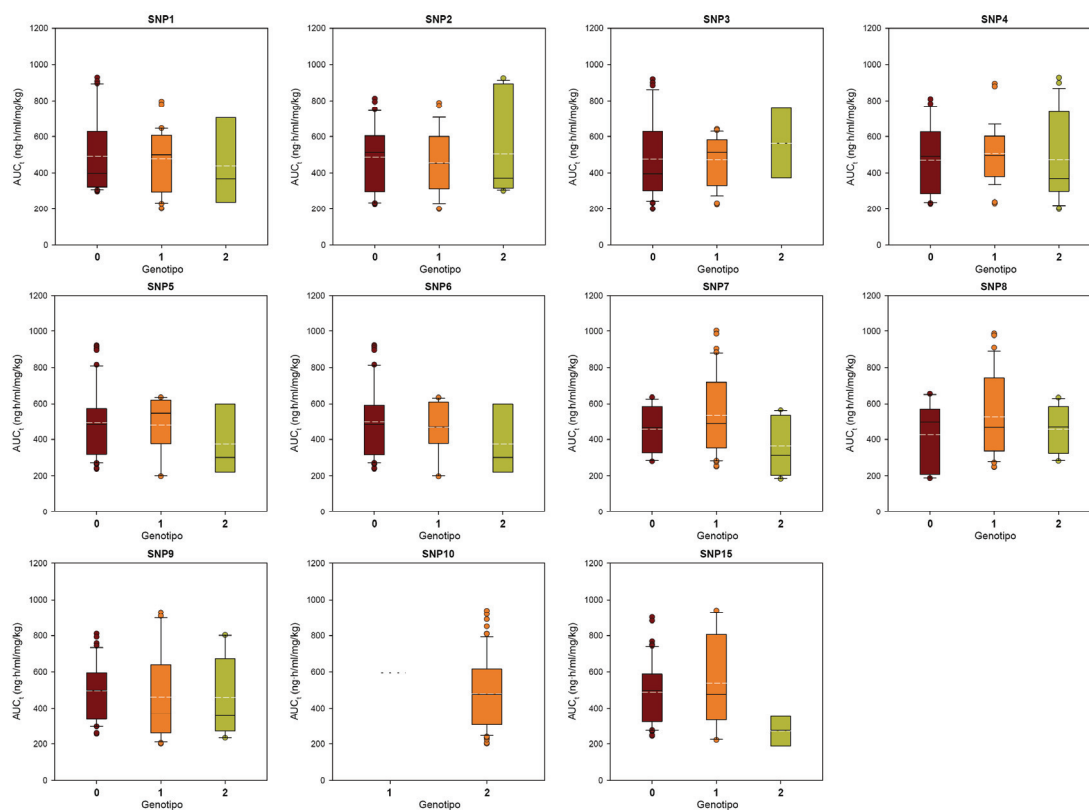 SNP1
SNP2
SNP3
SNP4
1200
1000
800
600
400
200
0
AUCt (ng·h/ml/mg/kg)
0 1 2
Genotipo
1200
1000
800
600
400
200
0
AUCt (ng·h/ml/mg/kg)
0 1 2
Genotipo
1200
1000
800
600
400
200
0
AUCt (ng·h/ml/mg/kg)
0 1 2
Genotipo
1200
1000
800
600
400
200
0
AUCt (ng·h/ml/mg/kg)
0 1 2
Genotipo
SNP5
SNP6
SNP7
SNP8
1200
1000
800
600
400
200
0
AUCt (ng·h/ml/mg/kg)
0 1 2
Genotipo
1200
1000
800
600
400
200
0
AUCt (ng·h/ml/mg/kg)
0 1 2
Genotipo
1200
1000
800
600
400
200
0
AUCt (ng·h/ml/mg/kg)
0 1 2
Genotipo
1200
1000
800
600
400
200
0
AUCt (ng·h/ml/mg/kg)
0 1 2
Genotipo
SNP9
SNP10
SNP15
1200
1000
800
600
400
200
0
AUCt (ng·h/ml/mg/kg)
0 1 2
Genotipo
1200
1000
800
600
400
200
0
AUCt (ng·h/ml/mg/kg)
1 2
Genotipo
1200
1000
800
600
400
200
0
AUCt (ng·h/ml/mg/kg)
0 1 2
Genotipo